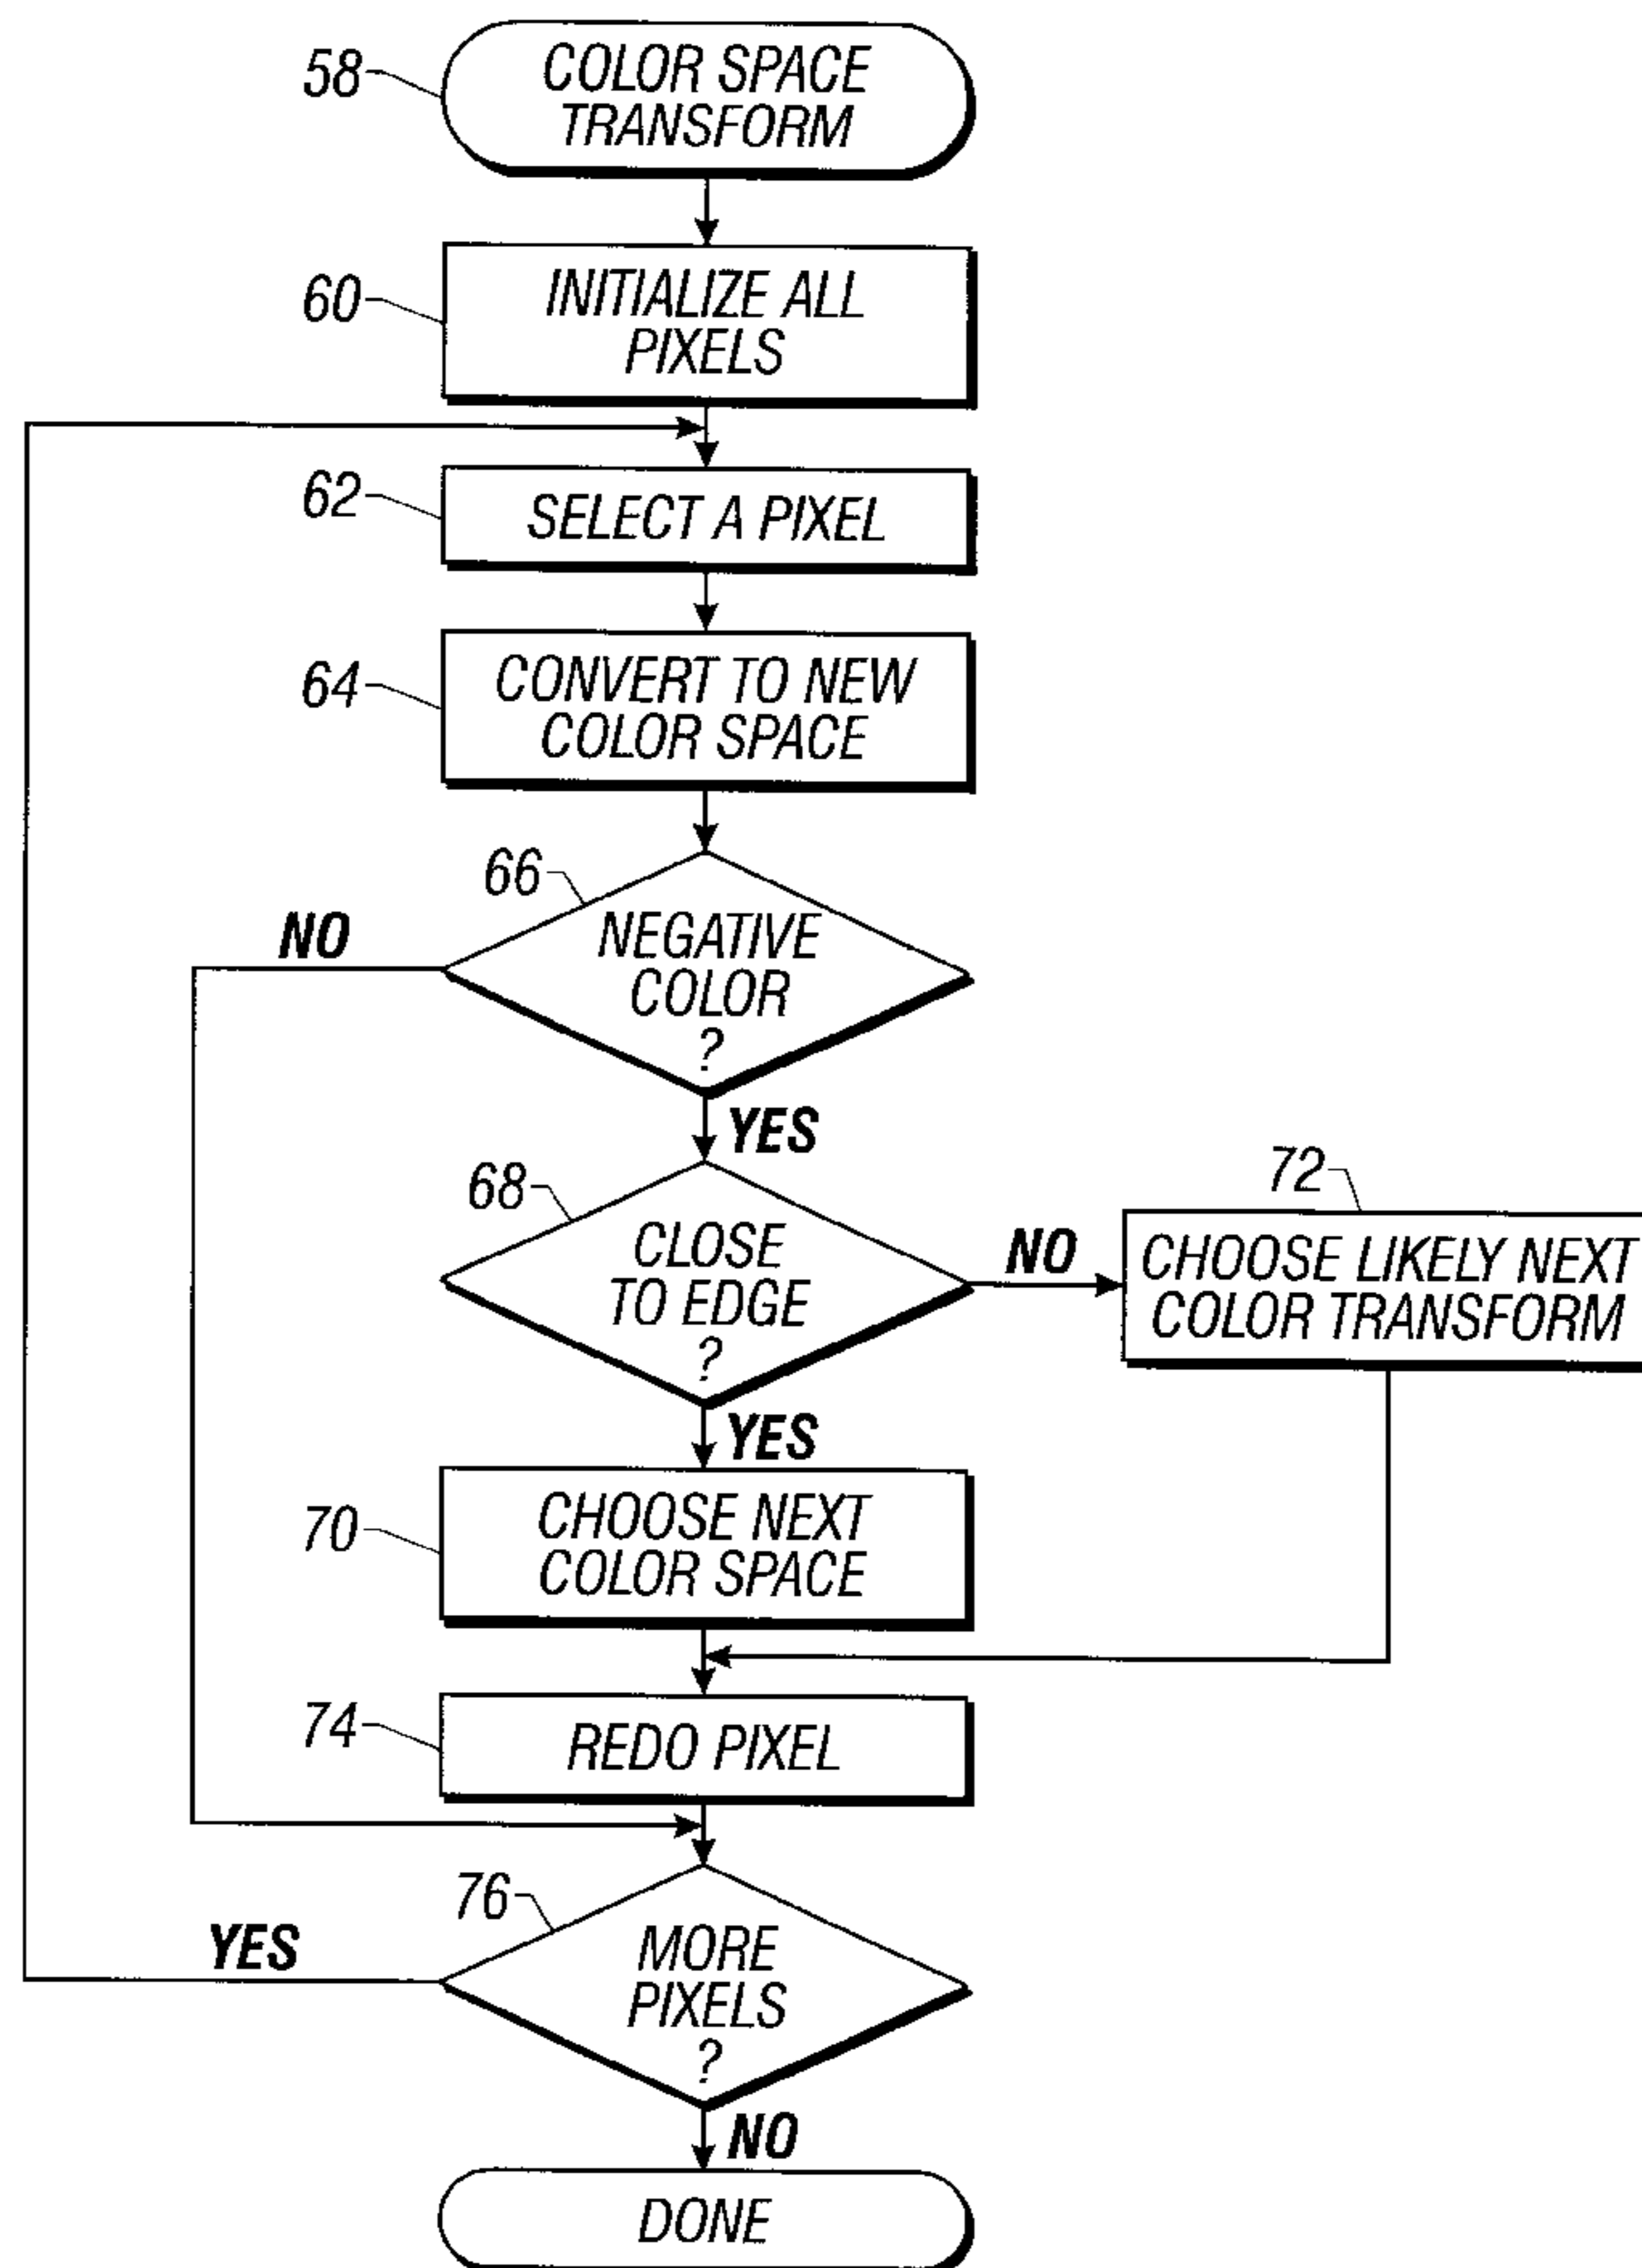 58
COLOR SPACE
TRANSFORM
60
INITIALIZE ALL
PIXELS
62
SELECT A PIXEL
64
CONVERT TO NEW
COLOR SPACE
66
NO
NEGATIVE
COLOR
?
YES
68
CLOSE
TO EDGE
?
NO
72
CHOOSE LIKELY NEXT
COLOR TRANSFORM
YES
70
CHOOSE NEXT
COLOR SPACE
74
REDO PIXEL
76
YES
MORE
PIXELS
?
NO
DONE